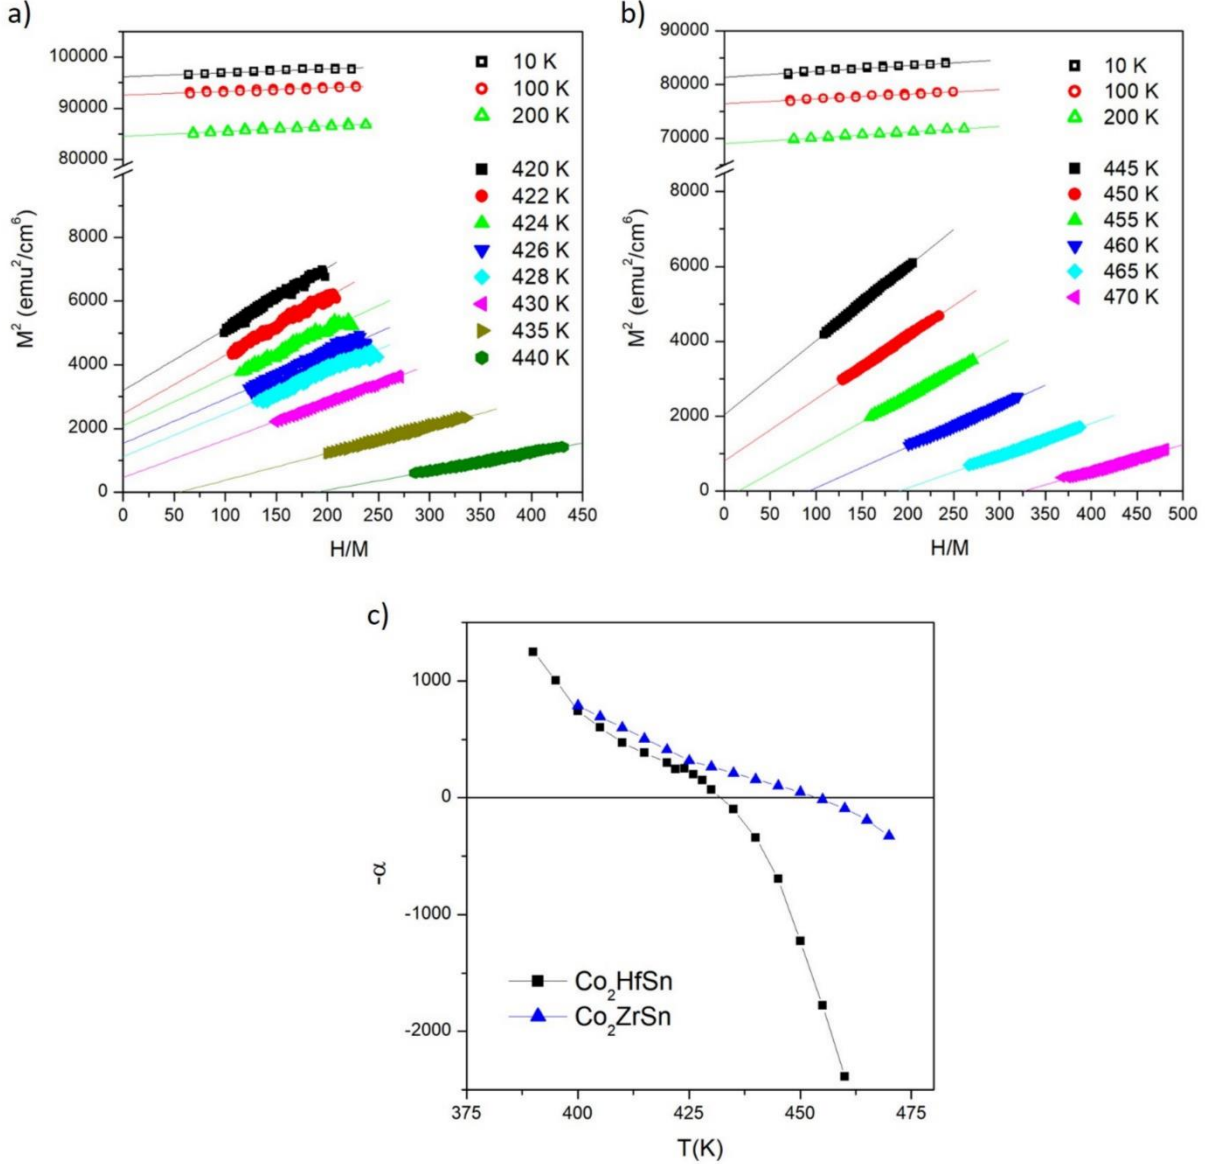 a)
100000
90000
80000
8000
6000
4000
2000
0
M² (emu²/cm⁶)
0 50 100 150 200 250 300 350 400 450
H/M
10 K
100 K
200 K
420 K
422 K
424 K
426 K
428 K
430 K
435 K
440 K
b)
90000
80000
70000
8000
6000
4000
2000
0
M² (emu²/cm⁶)
0 50 100 150 200 250 300 350 400 450 500
H/M
10 K
100 K
200 K
445 K
450 K
455 K
460 K
465 K
470 K
c)
1000
0
-1000
-2000
-α
375 400 425 450 475
T(K)
Co₂HfSn
Co₂ZrSn